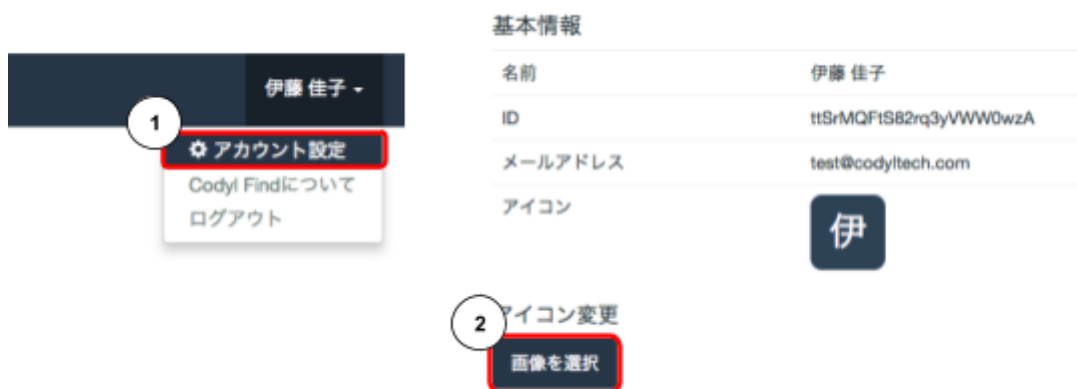 伊藤 佳子
1
アカウント設定
Codyl Findについて
ログアウト
基本情報
名前 伊藤 佳子
ID ttSrMQFtS82rq3yVWW0wzA
メールアドレス test@codyltech.com
アイコン 伊
2
アイコン変更
画像を選択